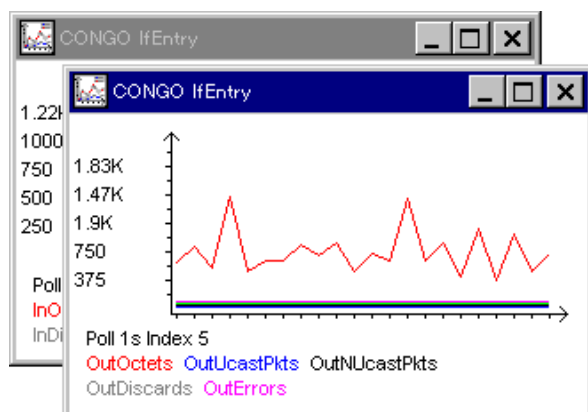 CONGO IfEntry
1.22K
1000
750
500
250
Poll
InO
InDi
CONGO IfEntry
1.83K
1.47K
1.9K
750
375
Poll 1s Index 5
OutOctets OutUcastPkts OutNUcastPkts
OutDiscards OutErrors